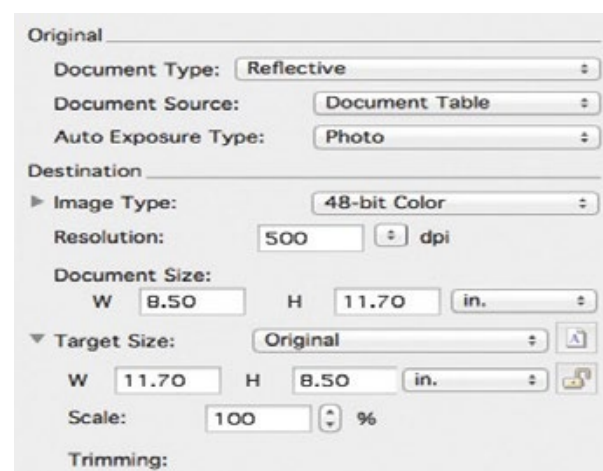 Original
Document Type: Reflective
Document Source: Document Table
Auto Exposure Type: Photo
Destination
Image Type: 48-bit Color
Resolution: 500 dpi
Document Size:
W 8.50 H 11.70 in.
Target Size: Original A
W 11.70 H 8.50 in.
Scale: 100 %
Trimming: